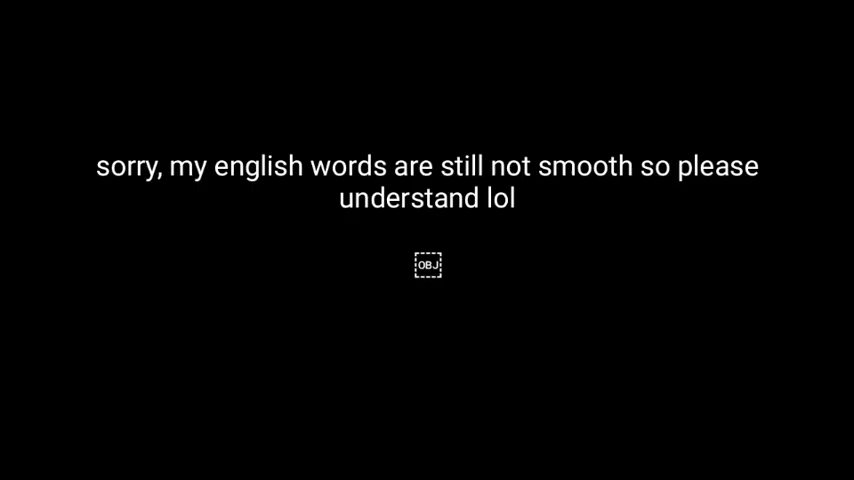 sorry, my english words are still not smooth so please
understand lol
OBJ